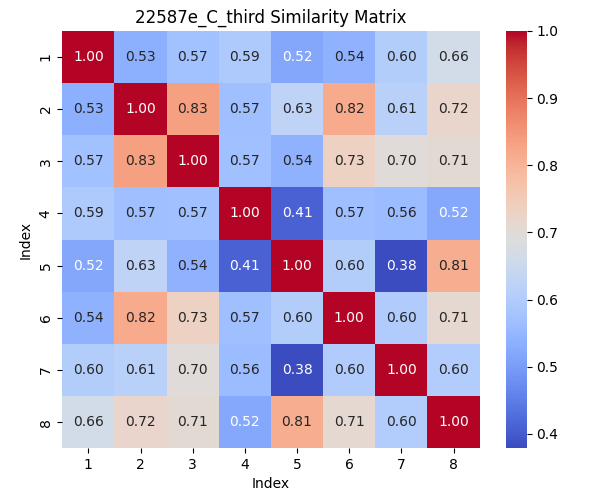 22587e_C_third Similarity Matrix
1 1.00 0.53 0.57 0.59 0.52 0.54 0.60 0.66
2 0.53 1.00 0.83 0.57 0.63 0.82 0.61 0.72
3 0.57 0.83 1.00 0.57 0.54 0.73 0.70 0.71
4 0.59 0.57 0.57 1.00 0.41 0.57 0.56 0.52
5 0.52 0.63 0.54 0.41 1.00 0.60 0.38 0.81
6 0.54 0.82 0.73 0.57 0.60 1.00 0.60 0.71
7 0.60 0.61 0.70 0.56 0.38 0.60 1.00 0.60
8 0.66 0.72 0.71 0.52 0.81 0.71 0.60 1.00
1 2 3 4 5 6 7 8
Index
Index
1.0
0.9
0.8
0.7
0.6
0.5
0.4